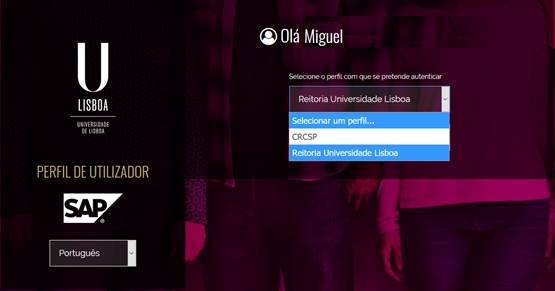 Olá Miguel
Selecione o perfil com que se pretende autenticar
Reitoria Universidade Lisboa
Selecionar um perfil...
CRCSP
Reitoria Universidade Lisboa
U
LISBOA
UNIVERSIDADE
DE LISBOA
PERFIL DE UTILIZADOR
SAP
Português